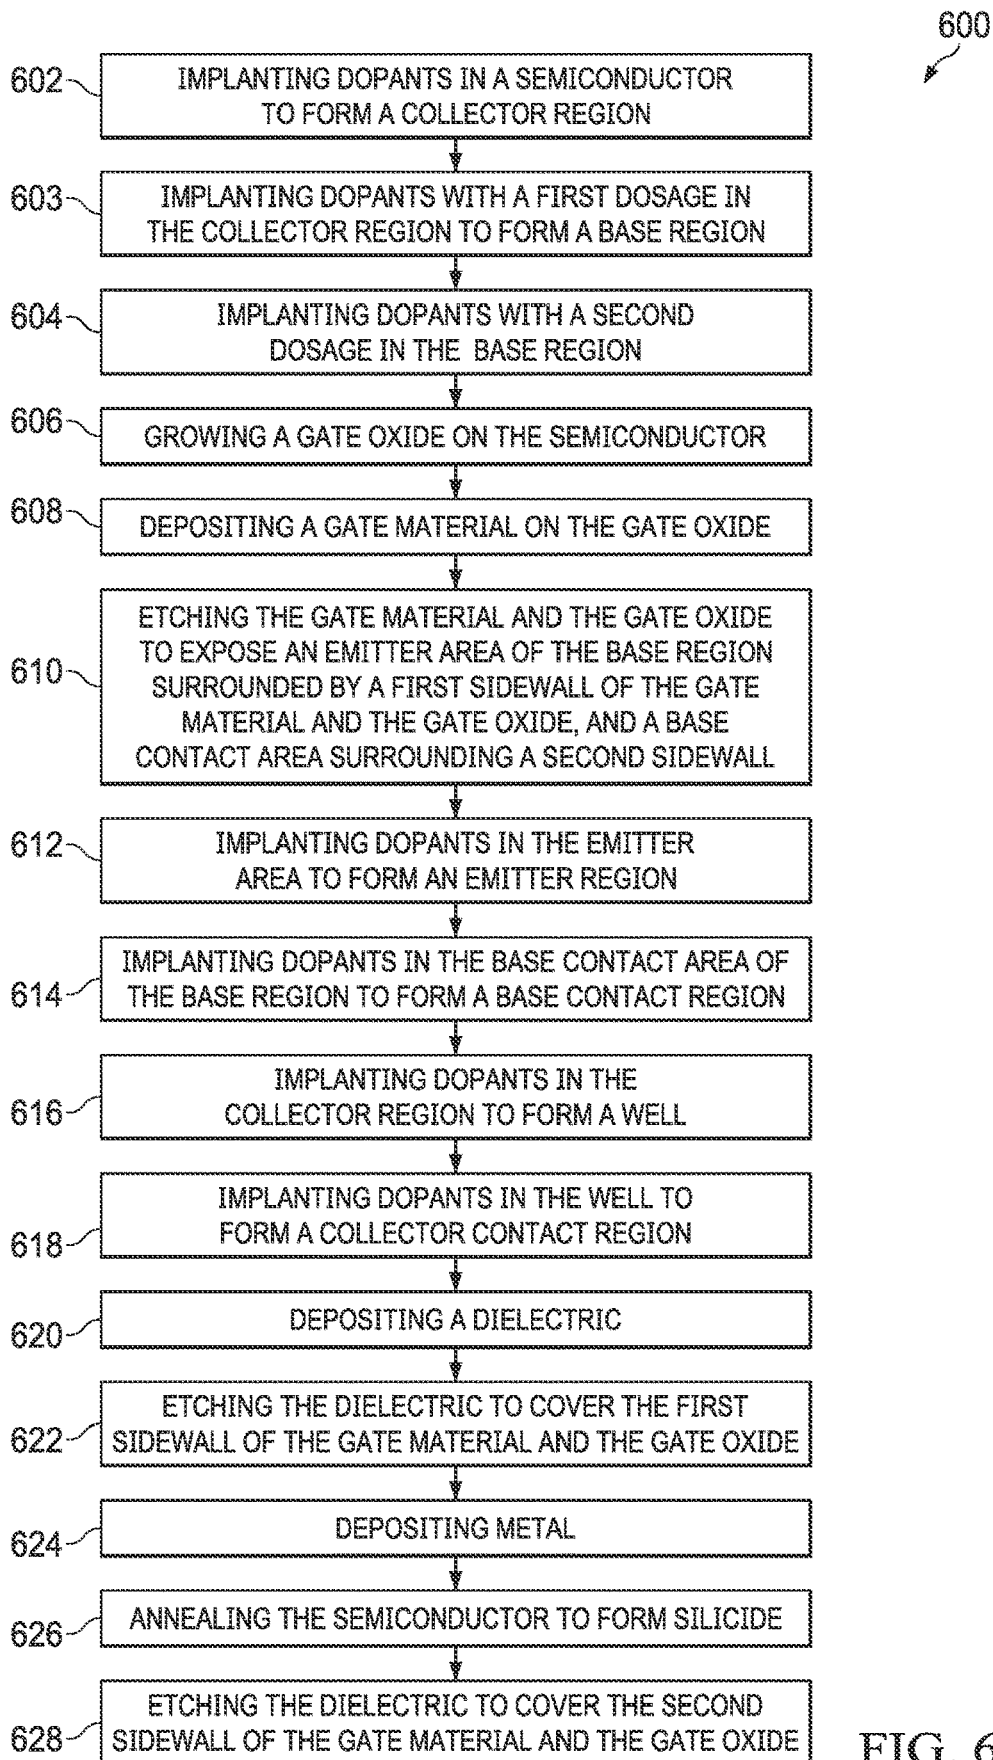 600
602
IMPLANTING DOPANTS IN A SEMICONDUCTOR
TO FORM A COLLECTOR REGION
603
IMPLANTING DOPANTS WITH A FIRST DOSAGE IN
THE COLLECTOR REGION TO FORM A BASE REGION
604
IMPLANTING DOPANTS WITH A SECOND
DOSAGE IN THE BASE REGION
606
GROWING A GATE OXIDE ON THE SEMICONDUCTOR
608
DEPOSITING A GATE MATERIAL ON THE GATE OXIDE
610
ETCHING THE GATE MATERIAL AND THE GATE OXIDE
TO EXPOSE AN EMITTER AREA OF THE BASE REGION
SURROUNDED BY A FIRST SIDEWALL OF THE GATE
MATERIAL AND THE GATE OXIDE, AND A BASE
CONTACT AREA SURROUNDING A SECOND SIDEWALL
612
IMPLANTING DOPANTS IN THE EMITTER
AREA TO FORM AN EMITTER REGION
614
IMPLANTING DOPANTS IN THE BASE CONTACT AREA OF
THE BASE REGION TO FORM A BASE CONTACT REGION
616
IMPLANTING DOPANTS IN THE
COLLECTOR REGION TO FORM A WELL
618
IMPLANTING DOPANTS IN THE WELL TO
FORM A COLLECTOR CONTACT REGION
620
DEPOSITING A DIELECTRIC
622
ETCHING THE DIELECTRIC TO COVER THE FIRST
SIDEWALL OF THE GATE MATERIAL AND THE GATE OXIDE
624
DEPOSITING METAL
626
ANNEALING THE SEMICONDUCTOR TO FORM SILICIDE
628
ETCHING THE DIELECTRIC TO COVER THE SECOND
SIDEWALL OF THE GATE MATERIAL AND THE GATE OXIDE
FIG. 6